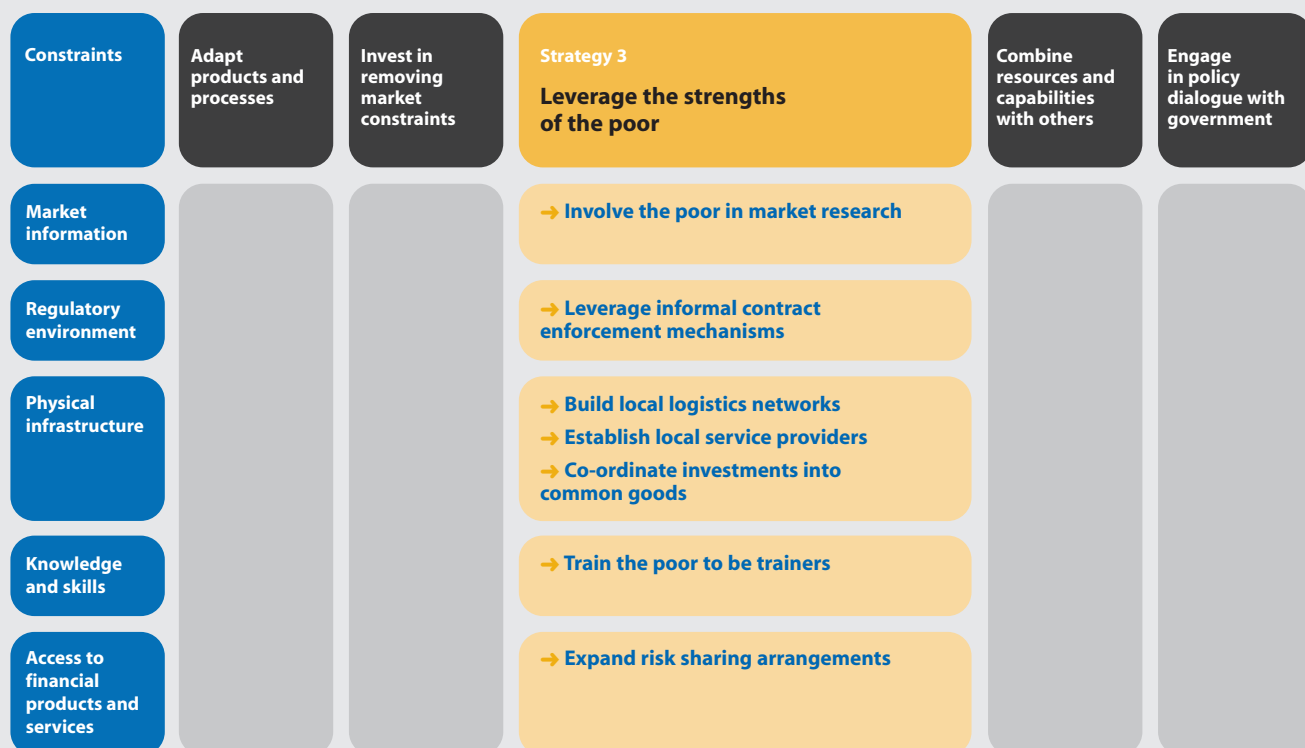 Constraints
Adapt
products and
processes
Invest in
removing
market
constraints
Strategy 3
Leverage the strengths
of the poor
Combine
resources and
capabilities
with others
Engage
in policy
dialogue with
government
Market
information
➜ Involve the poor in market research
Regulatory
environment
➜ Leverage informal contract
enforcement mechanisms
Physical
infrastructure
➜ Build local logistics networks
➜ Establish local service providers
➜ Co-ordinate investments into
common goods
Knowledge
and skills
➜ Train the poor to be trainers
Access to
financial
products and
services
➜ Expand risk sharing arrangements